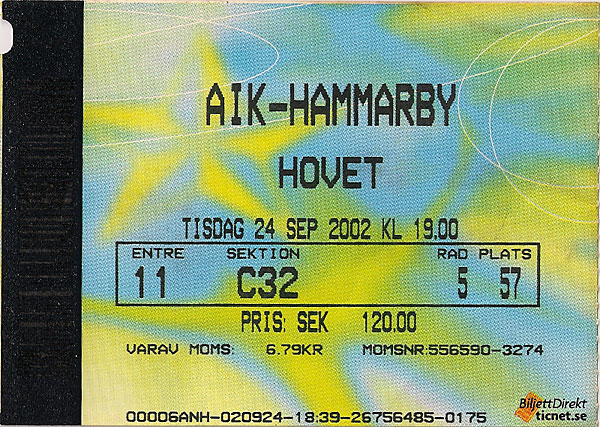 AIK-HAMMARBY
HOVET
TISDAG 24 SEP 2002 KL 19.00
ENTRE SEKTION RAD PLATS
11 C32 5 57
PRIS: SEK 120.00
VARAV MOMS: 6.79KR MOMSNR:556590-3274
BiljettDirekt
ticnet.se
00006ANH-020924-18:39-26756485-0175